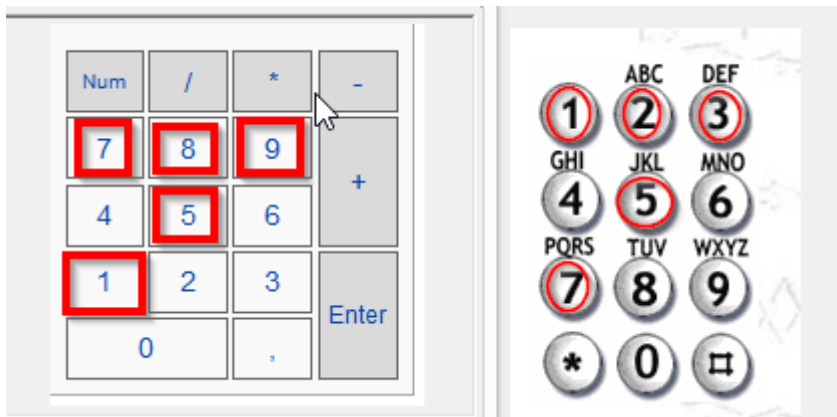 Num / * -
7 8 9 +
4 5 6
1 2 3 Enter
0 ,
ABC DEF
1 2 3
GHI JKL MNO
4 5 6
PQRS TUV WXYZ
7 8 9
* 0 ⌑